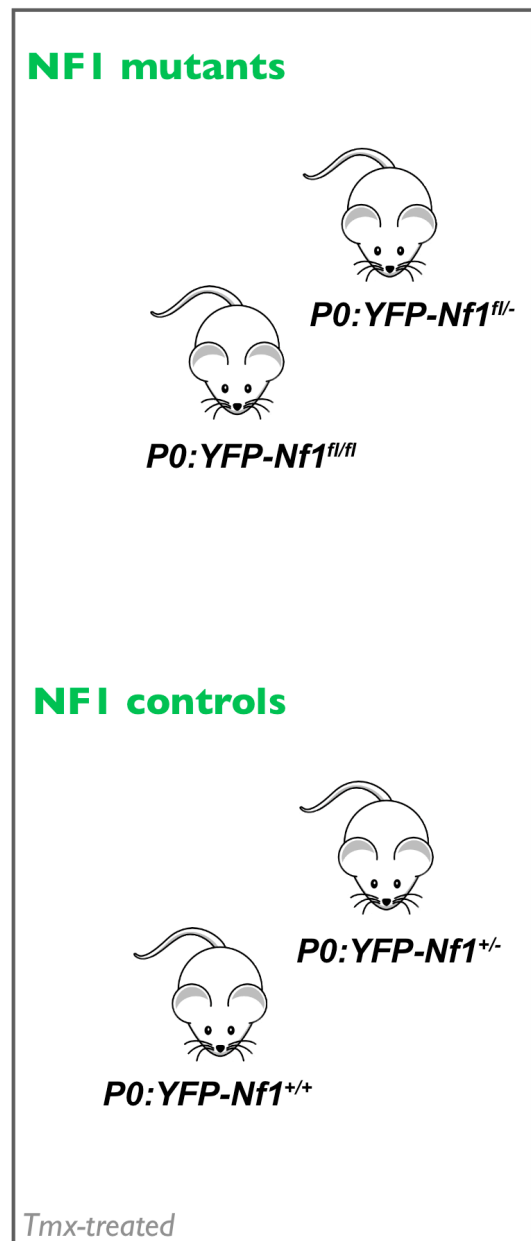 NF1 mutants
P0:YFP-Nf1fl/-
P0:YFP-Nf1fl/fl
NF1 controls
P0:YFP-Nf1+/-
P0:YFP-Nf1+/+
Tmx-treated